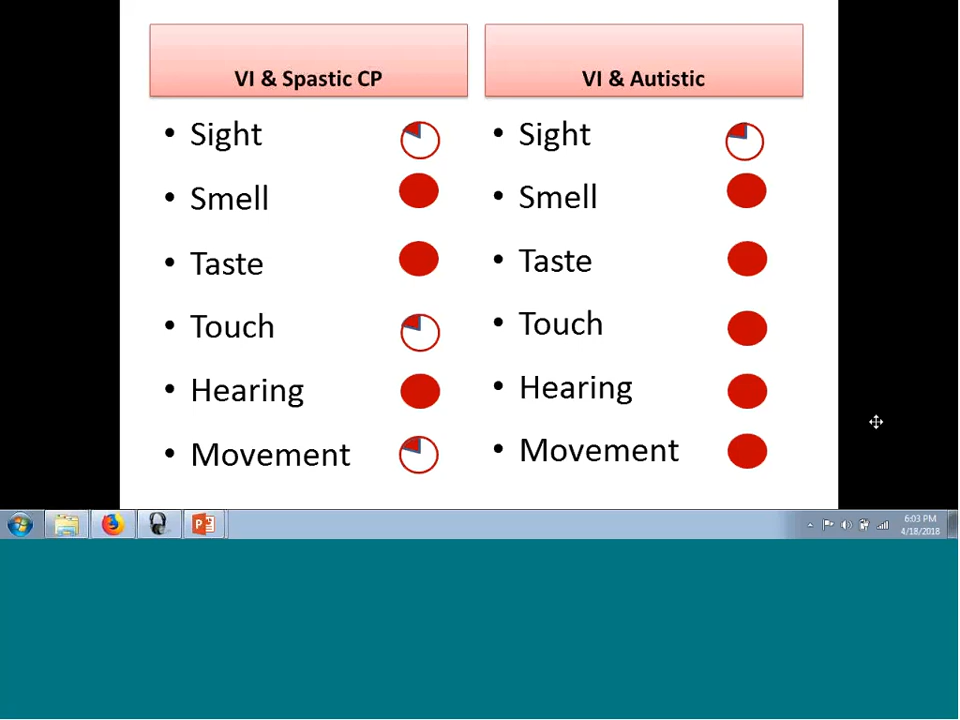 VI & Spastic CP
• Sight
• Smell
• Taste
• Touch
• Hearing
• Movement
VI & Autistic
• Sight
• Smell
• Taste
• Touch
• Hearing
• Movement
6:03 PM
4/18/2018